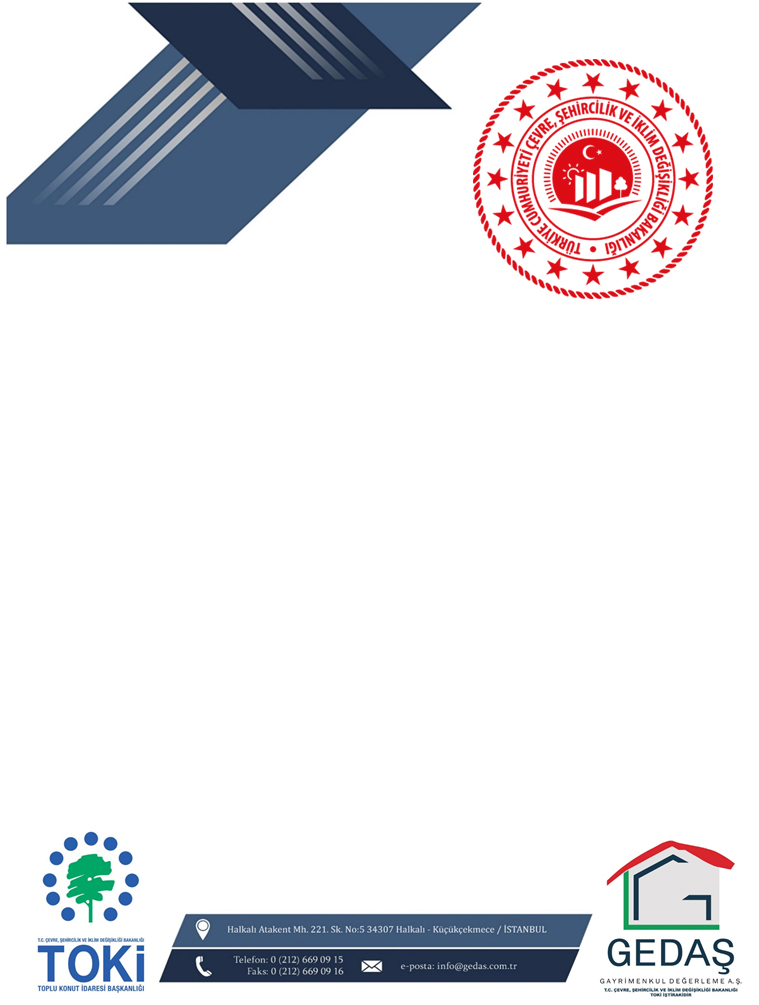 TÜRKİYE CUMHURİYETİ ÇEVRE, ŞEHİRCİLİK VE İKLİM DEĞİŞİKLİĞİ BAKANLIĞI
T.C. ÇEVRE, ŞEHİRCİLİK VE İKLİM DEĞİŞİKLİĞİ BAKANLIĞI
TOKİ
TOPLU KONUT İDARESİ BAŞKANLIĞI
Halkalı Atakent Mh. 221. Sk. No:5 34307 Halkalı - Küçükçekmece / İSTANBUL
Telefon: 0 (212) 669 09 15
Faks: 0 (212) 669 09 16
e-posta: info@gedas.com.tr
GEDAŞ
GAYRİMENKUL DEĞERLEME A.Ş.
T.C. ÇEVRE, ŞEHİRCİLİK VE İKLİM DEĞİŞİKLİĞİ BAKANLIĞI
TOKİ İŞTİRAKİDİR